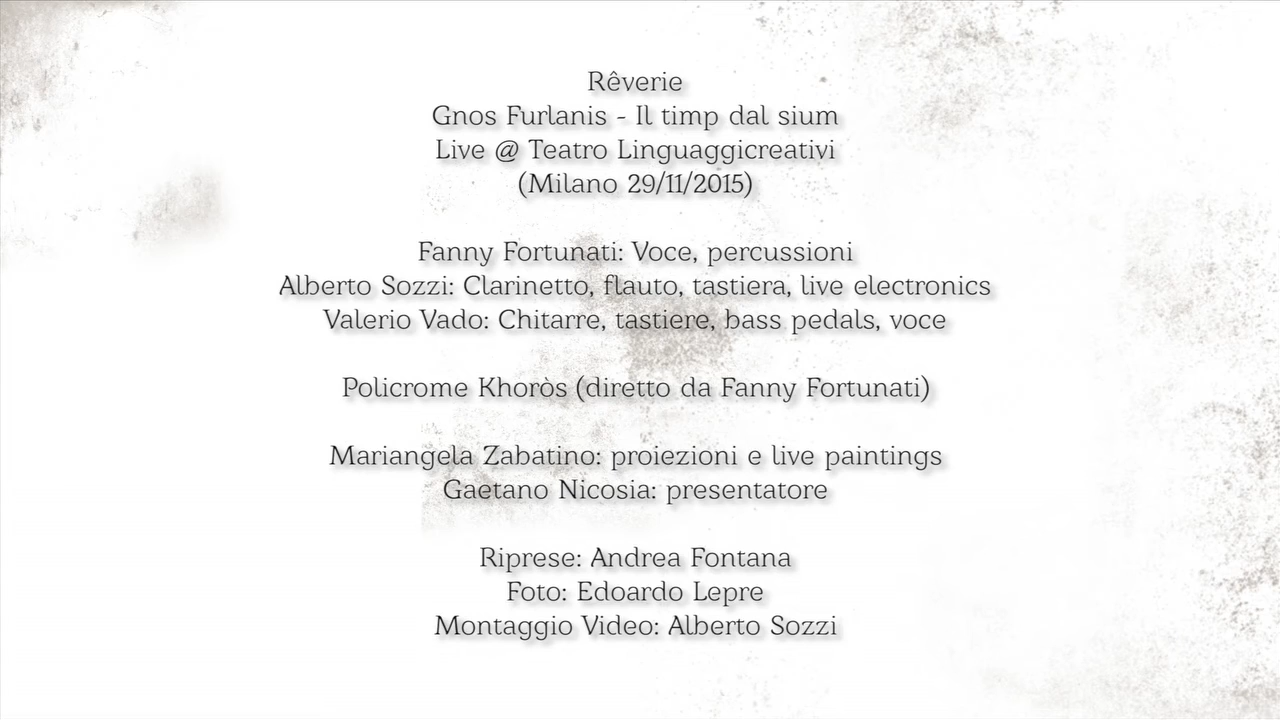 Rêverie
Gnos Furlanis - Il timp dal sium
Live @ Teatro Linguaggicreativi
(Milano 29/11/2015)
Fanny Fortunati: Voce, percussioni
Alberto Sozzi: Clarinetto, flauto, tastiera, live electronics
Valerio Vado: Chitarre, tastiere, bass pedals, voce
Policrome Khoròs (diretto da Fanny Fortunati)
Mariangela Zabatino: proiezioni e live paintings
Gaetano Nicosia: presentatore
Riprese: Andrea Fontana
Foto: Edoardo Lepre
Montaggio Video: Alberto Sozzi